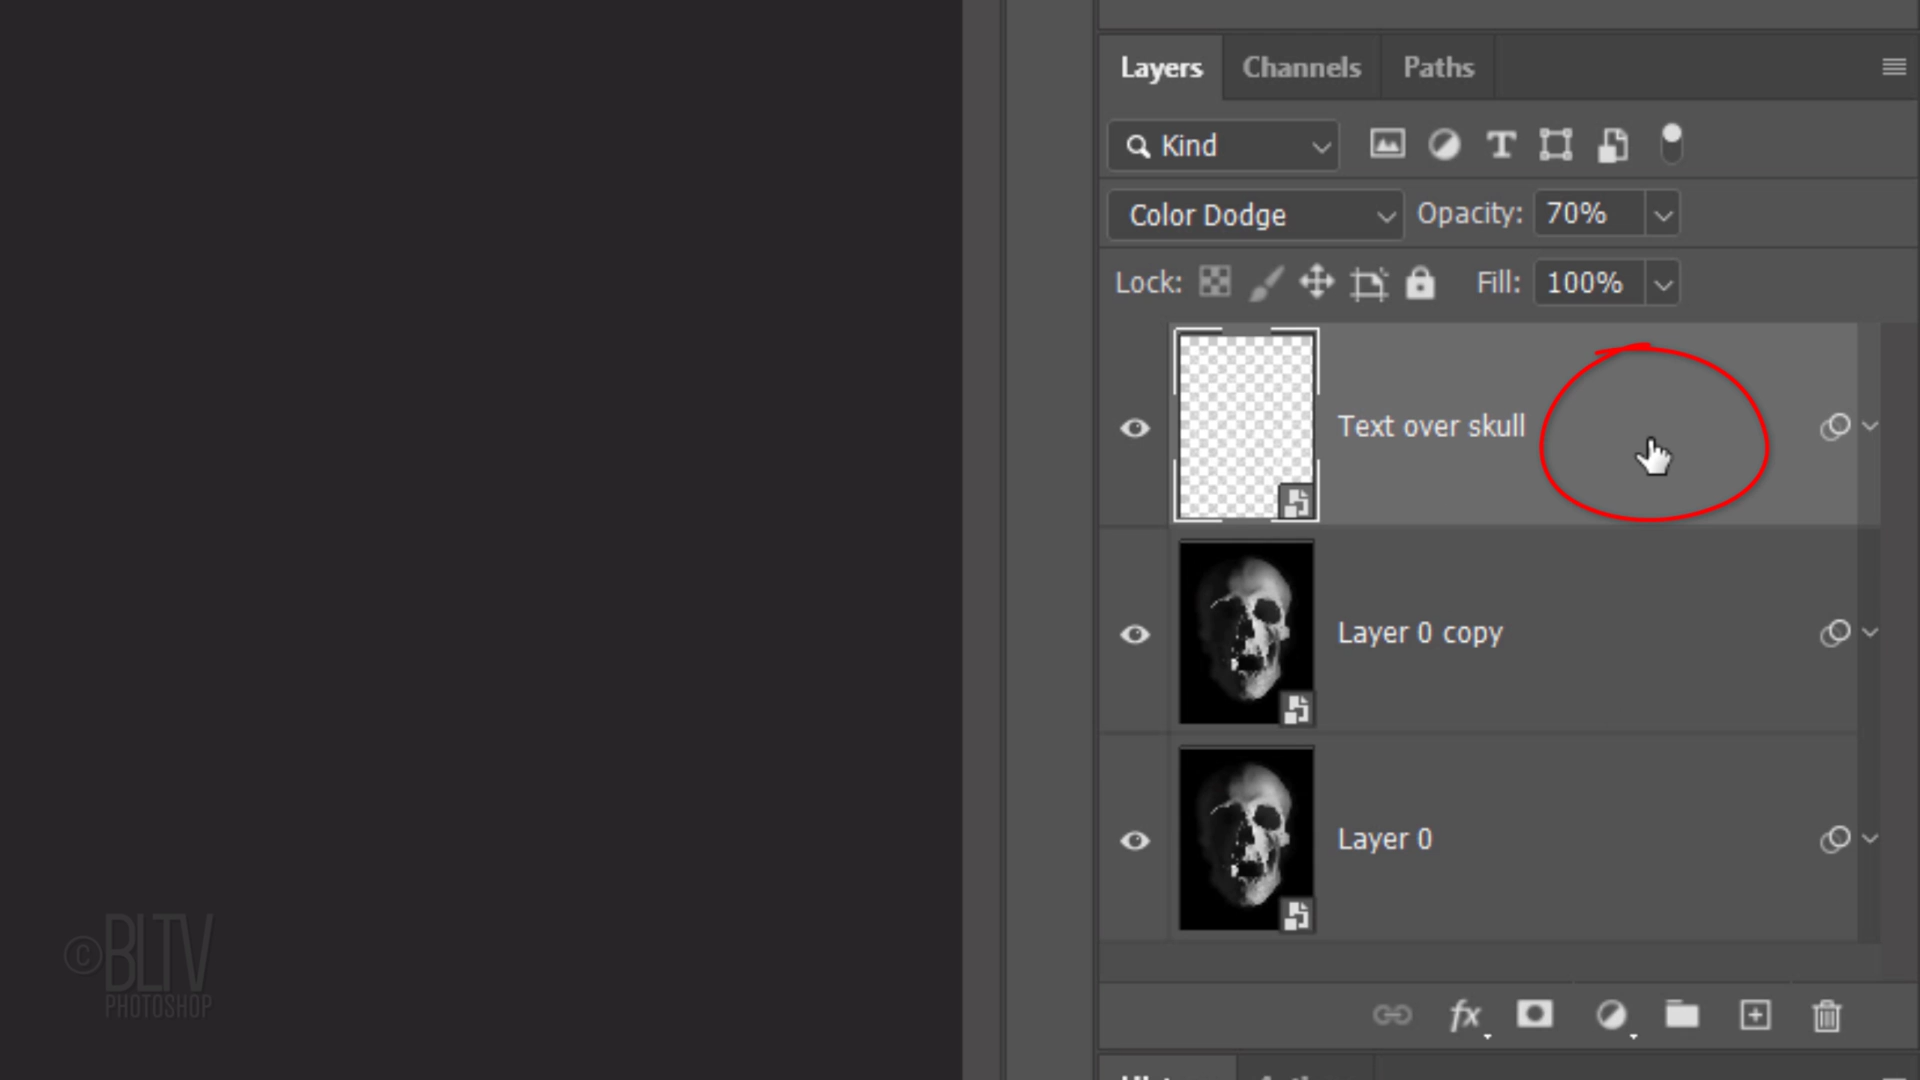 Layers Channels Paths
Kind
Color Dodge Opacity: 70%
Lock: Fill: 100%
Text over skull
Layer 0 copy
Layer 0
fx
©BLTV
PHOTOSHOP